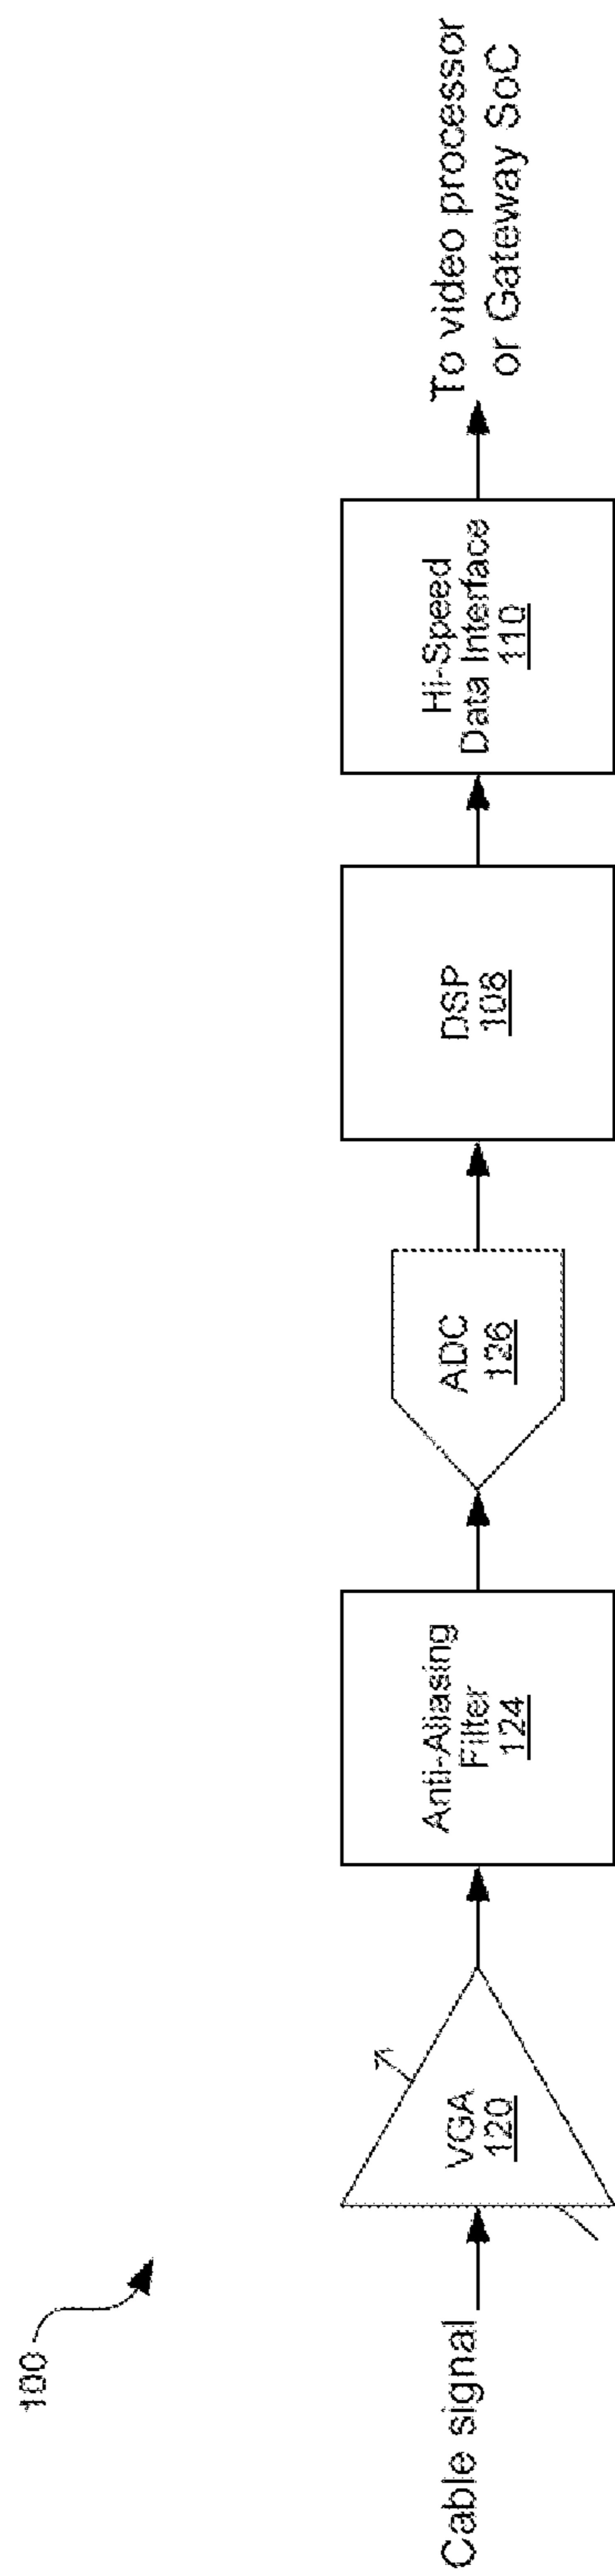 100
Cable signal
VGA
120
Anti-Aliasing
Filter
124
ADC
126
DSP
108
Hi-Speed
Data Interface
110
To video processor
or Gateway SoC